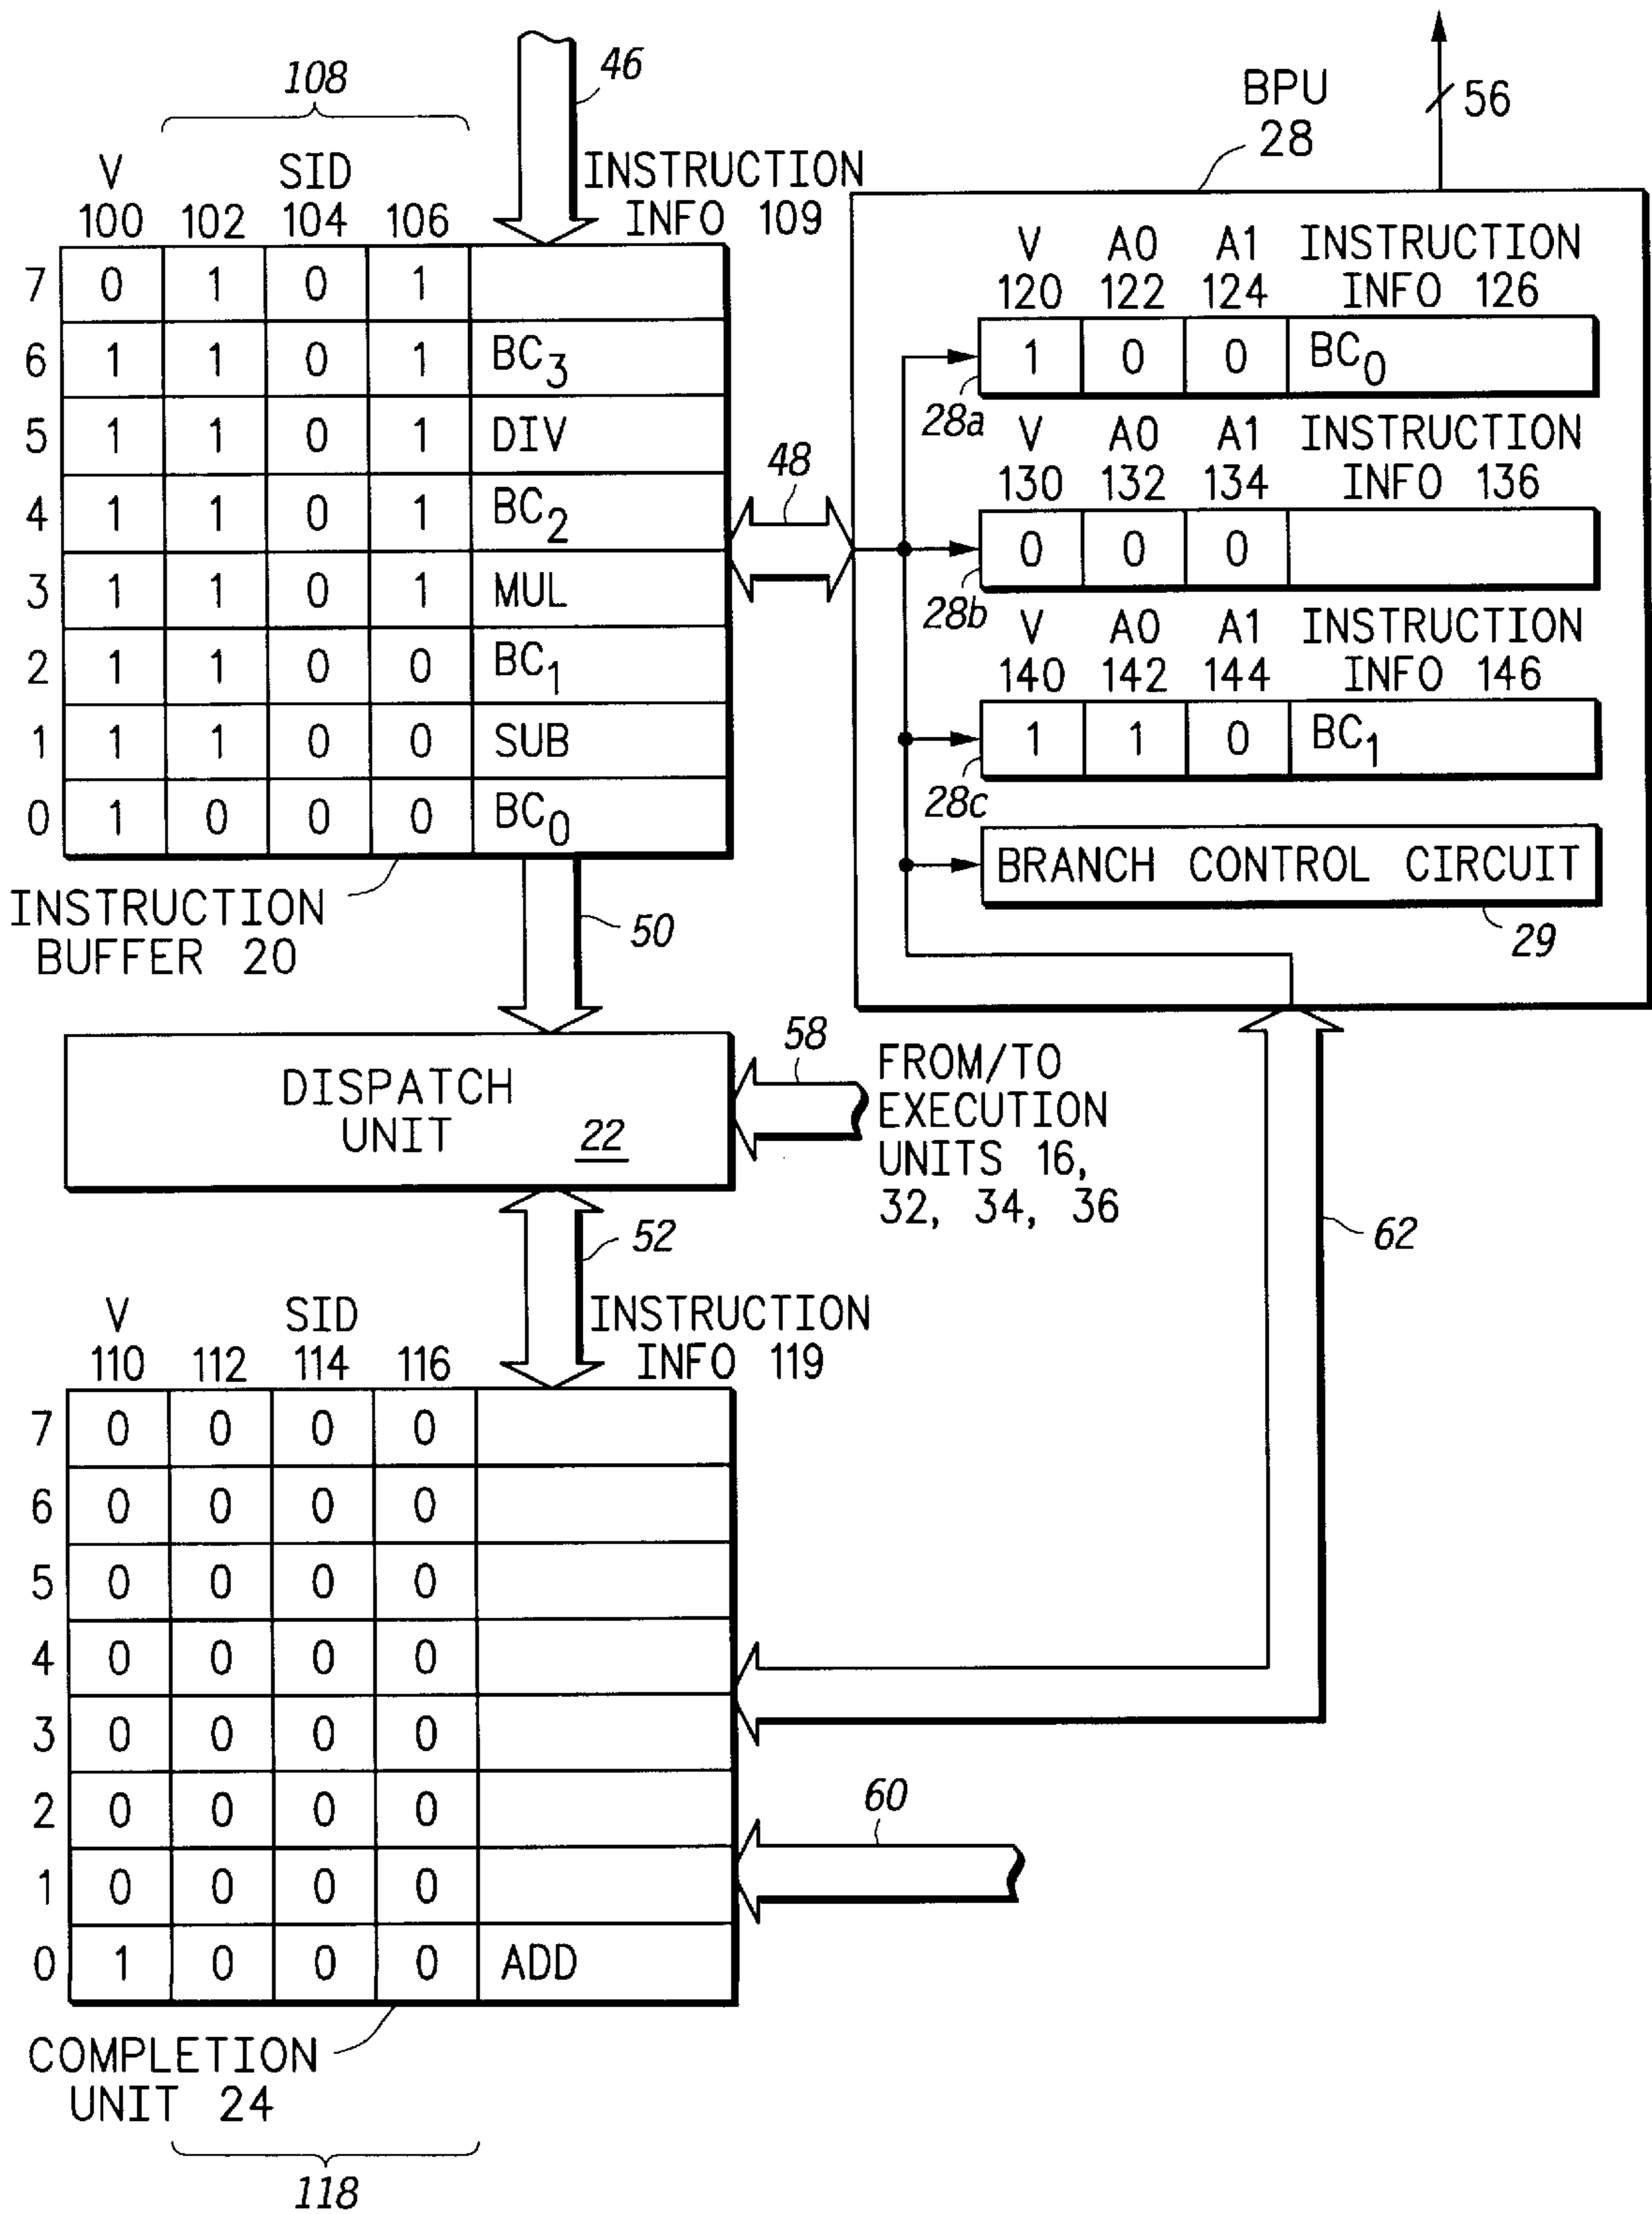 108
46
V SID
100 102 104 106
INSTRUCTION
INFO 109
7 0 1 0 1
6 1 1 0 1 BC3
5 1 1 0 1 DIV
4 1 1 0 1 BC2
3 1 1 0 1 MUL
2 1 1 0 0 BC1
1 1 1 0 0 SUB
0 1 0 0 0 BC0
INSTRUCTION
BUFFER 20
48
50
BPU
28
56
V A0 A1 INSTRUCTION
120 122 124 INFO 126
1 0 0 BC0
28a
V A0 A1 INSTRUCTION
130 132 134 INFO 136
0 0 0
28b
V A0 A1 INSTRUCTION
140 142 144 INFO 146
1 1 0 BC1
28c
BRANCH CONTROL CIRCUIT
29
DISPATCH
UNIT 22
58
FROM/TO
EXECUTION
UNITS 16,
32, 34, 36
52
62
V SID
110 112 114 116
INSTRUCTION
INFO 119
7 0 0 0 0
6 0 0 0 0
5 0 0 0 0
4 0 0 0 0
3 0 0 0 0
2 0 0 0 0
1 0 0 0 0
0 1 0 0 0 ADD
60
COMPLETION
UNIT 24
118